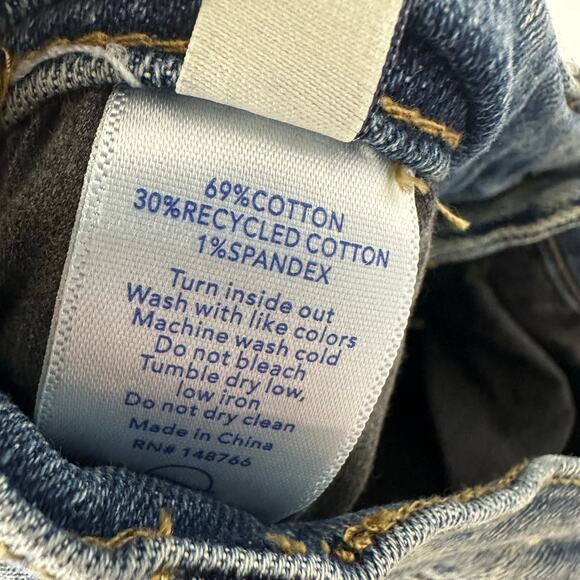 69%COTTON
30%RECYCLED COTTON
1%SPANDEX
Turn inside out
Wash with like colors
Machine wash cold
Do not bleach
Tumble dry low,
low iron
Do not dry clean
Made in China
RN# 148766